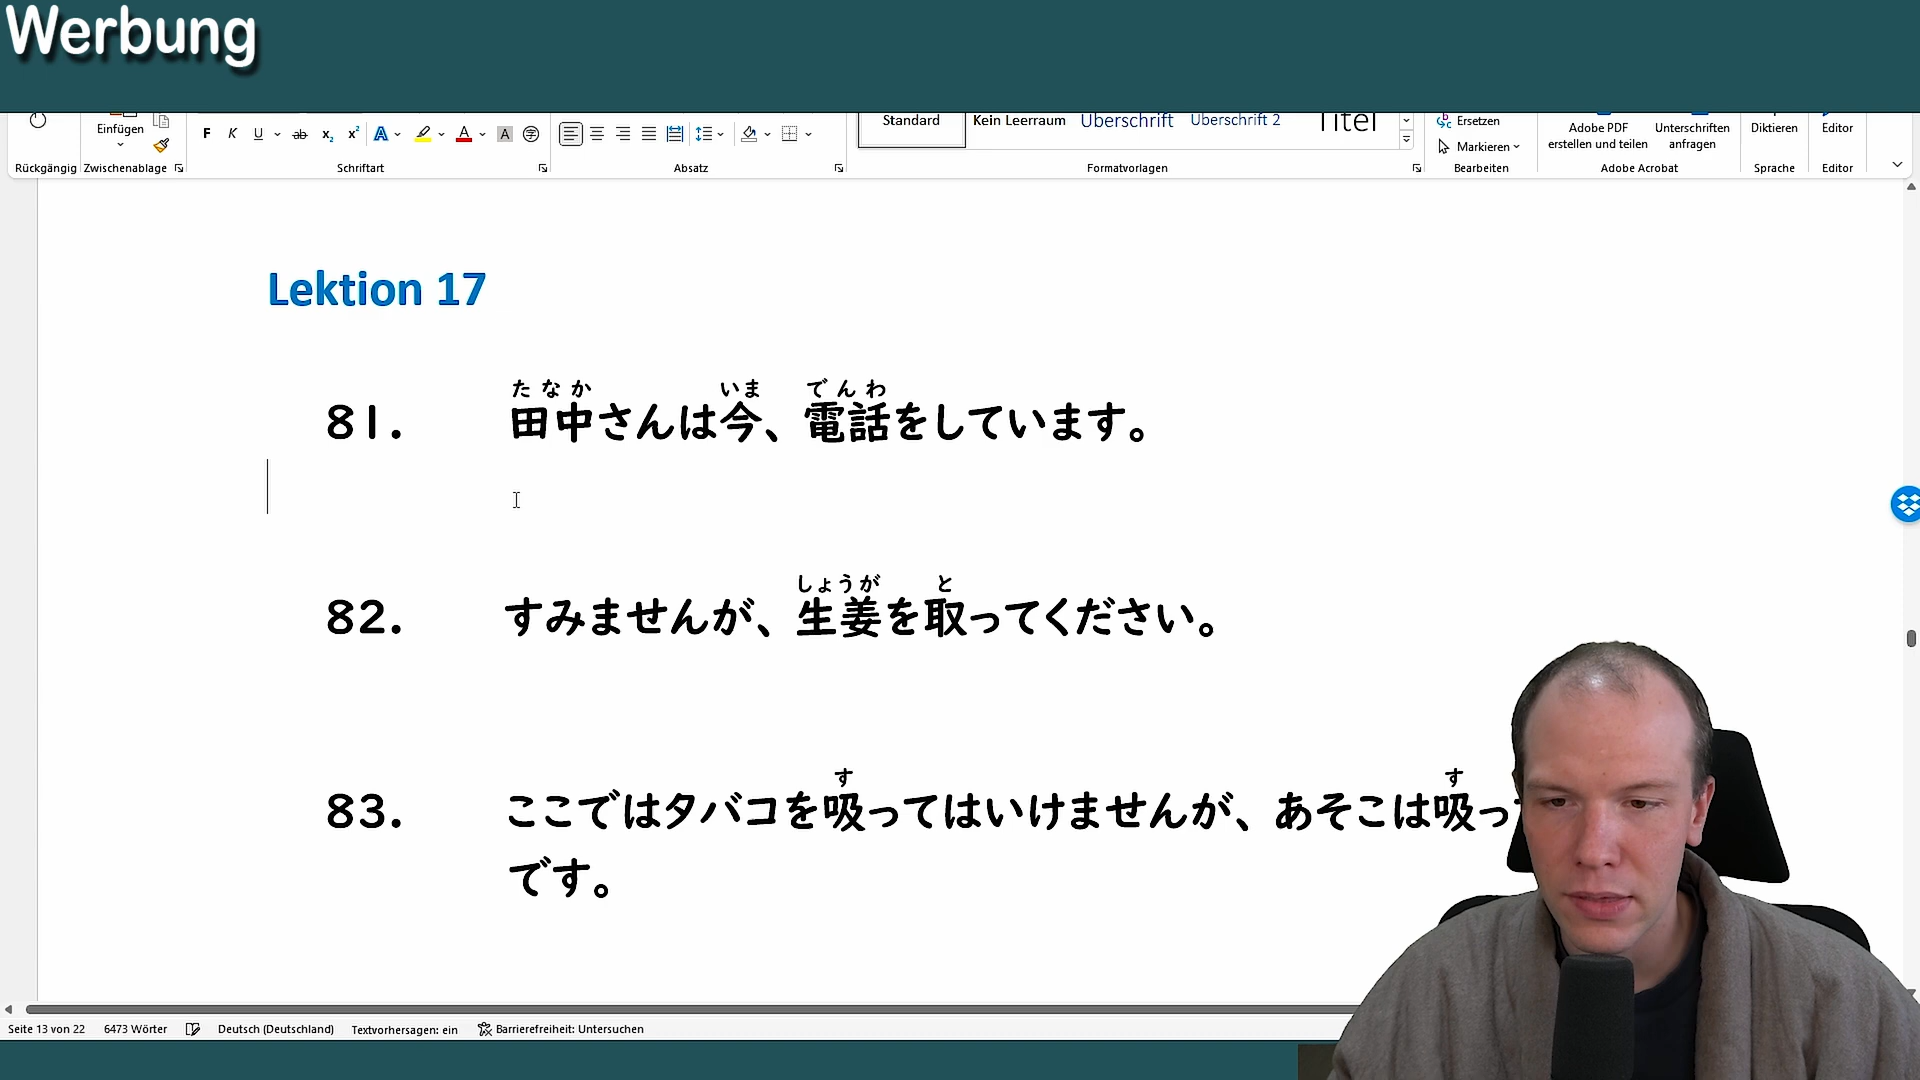 Werbung
Einfügen
F K U ab x₂ x² A A A 字
Standard Kein Leerraum Überschrift Überschrift 2 Titel
Ersetzen
Markieren
Adobe PDF
erstellen und teilen
Unterschriften
anfragen
Diktieren
Editor
Rückgängig Zwischenablage Schriftart Absatz Formatvorlagen Bearbeiten Adobe Acrobat Sprache Editor
Lektion 17
たなか いま でんわ
81. 田中さんは今、電話をしています。
しょうが と
82. すみませんが、生姜を取ってください。
す す
83. ここではタバコを吸ってはいけませんが、あそこは吸っ
です。
Seite 13 von 22 6473 Wörter Deutsch (Deutschland) Textvorhersagen: ein Barrierefreiheit: Untersuchen